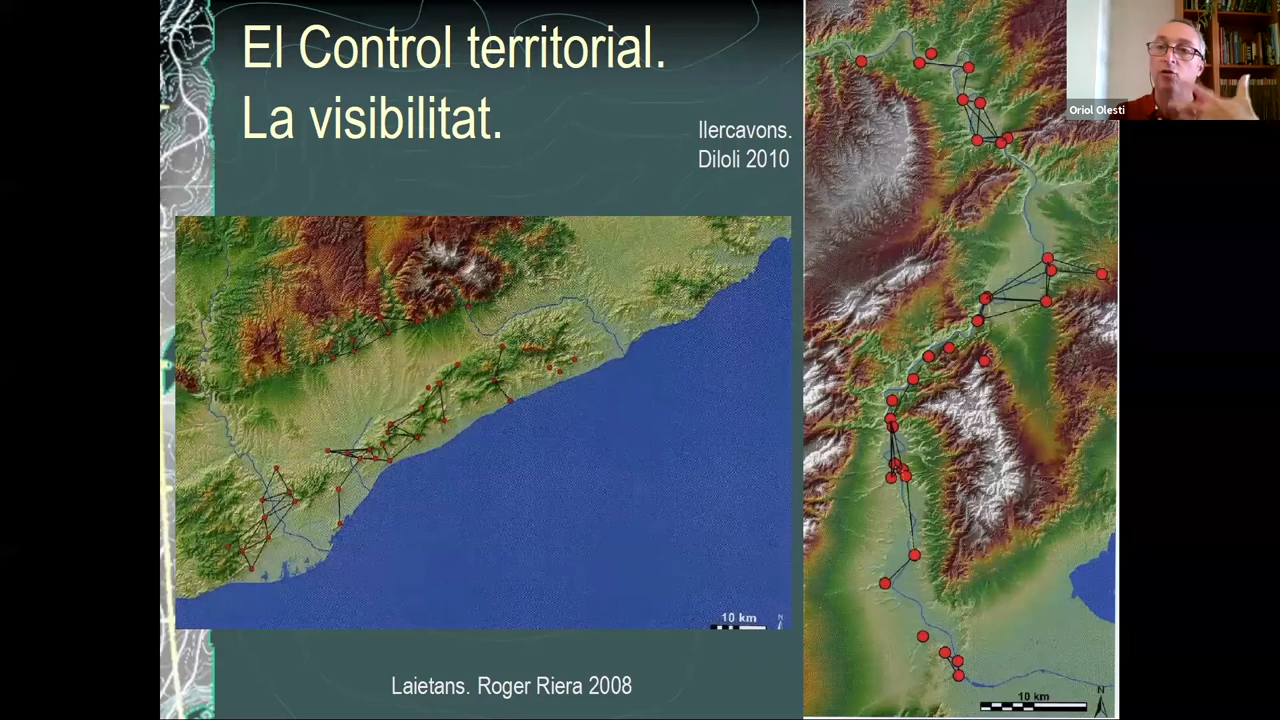 El Control territorial.
La visibilitat.
Ilercavons.
Diloli 2010
Oriol Olesti
10 km
N
10 km
N
Laietans. Roger Riera 2008